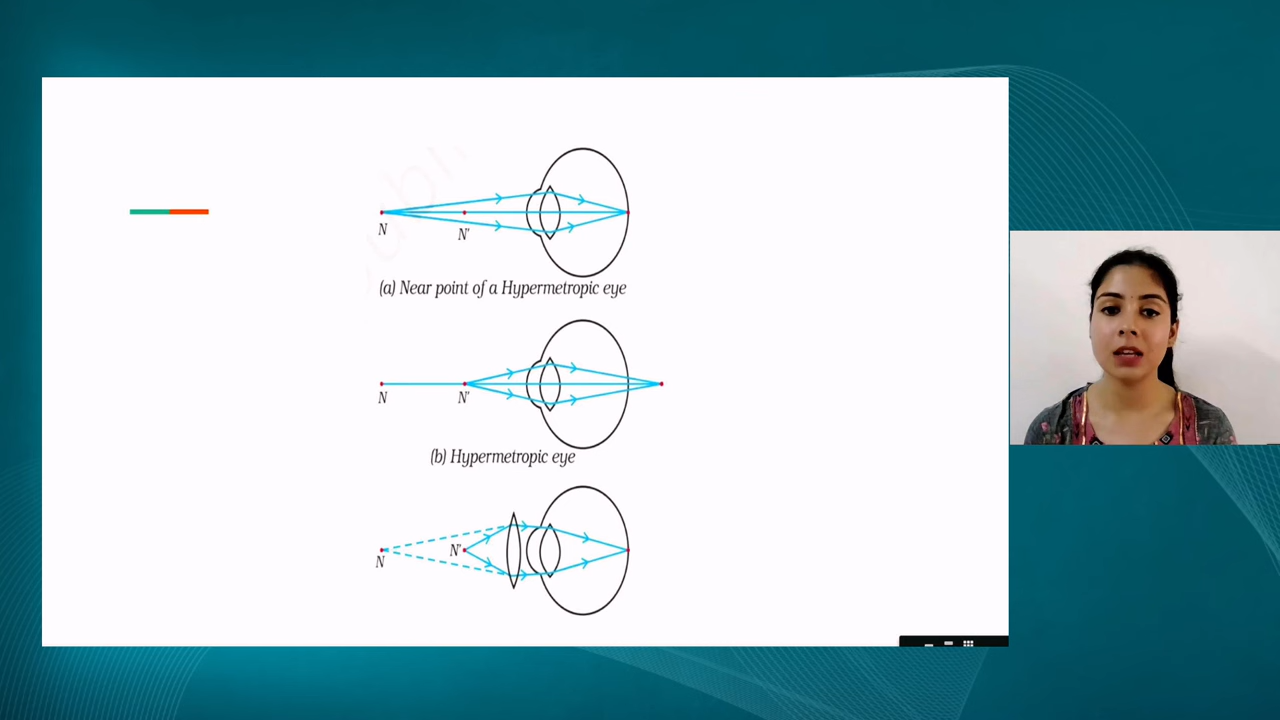 N
N'
(a) Near point of a Hypermetropic eye
N
N'
(b) Hypermetropic eye
N
N'